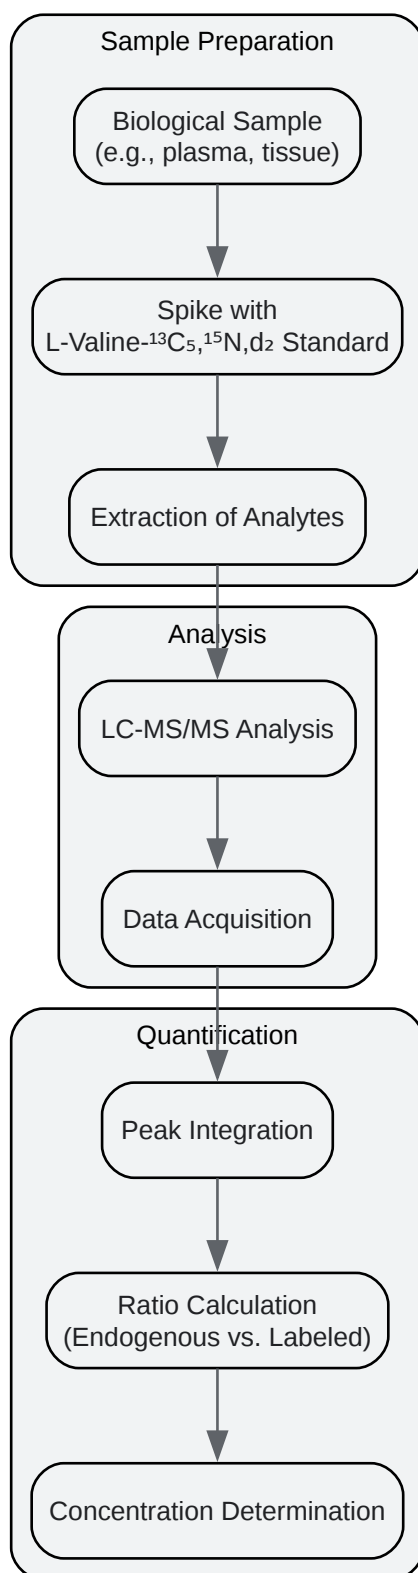 Sample Preparation
Biological Sample
(e.g., plasma, tissue)
Spike with
L-Valine-¹³C₅,¹⁵N,d₂ Standard
Extraction of Analytes
Analysis
LC-MS/MS Analysis
Data Acquisition
Quantification
Peak Integration
Ratio Calculation
(Endogenous vs. Labeled)
Concentration Determination